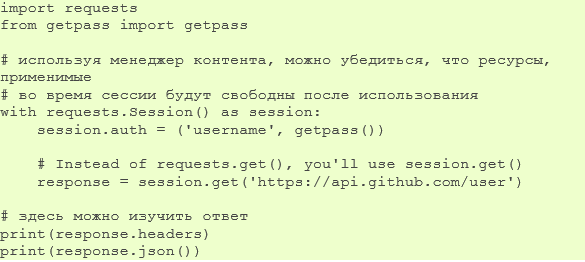 import requests
from getpass import getpass
# используя менеджер контента, можно убедиться, что ресурсы,
применимые
# во время сессии будут свободны после использования
with requests.Session() as session:
    session.auth = ('username', getpass())
    # Instead of requests.get(), you'll use session.get()
    response = session.get('https://api.github.com/user')
# здесь можно изучить ответ
print(response.headers)
print(response.json())